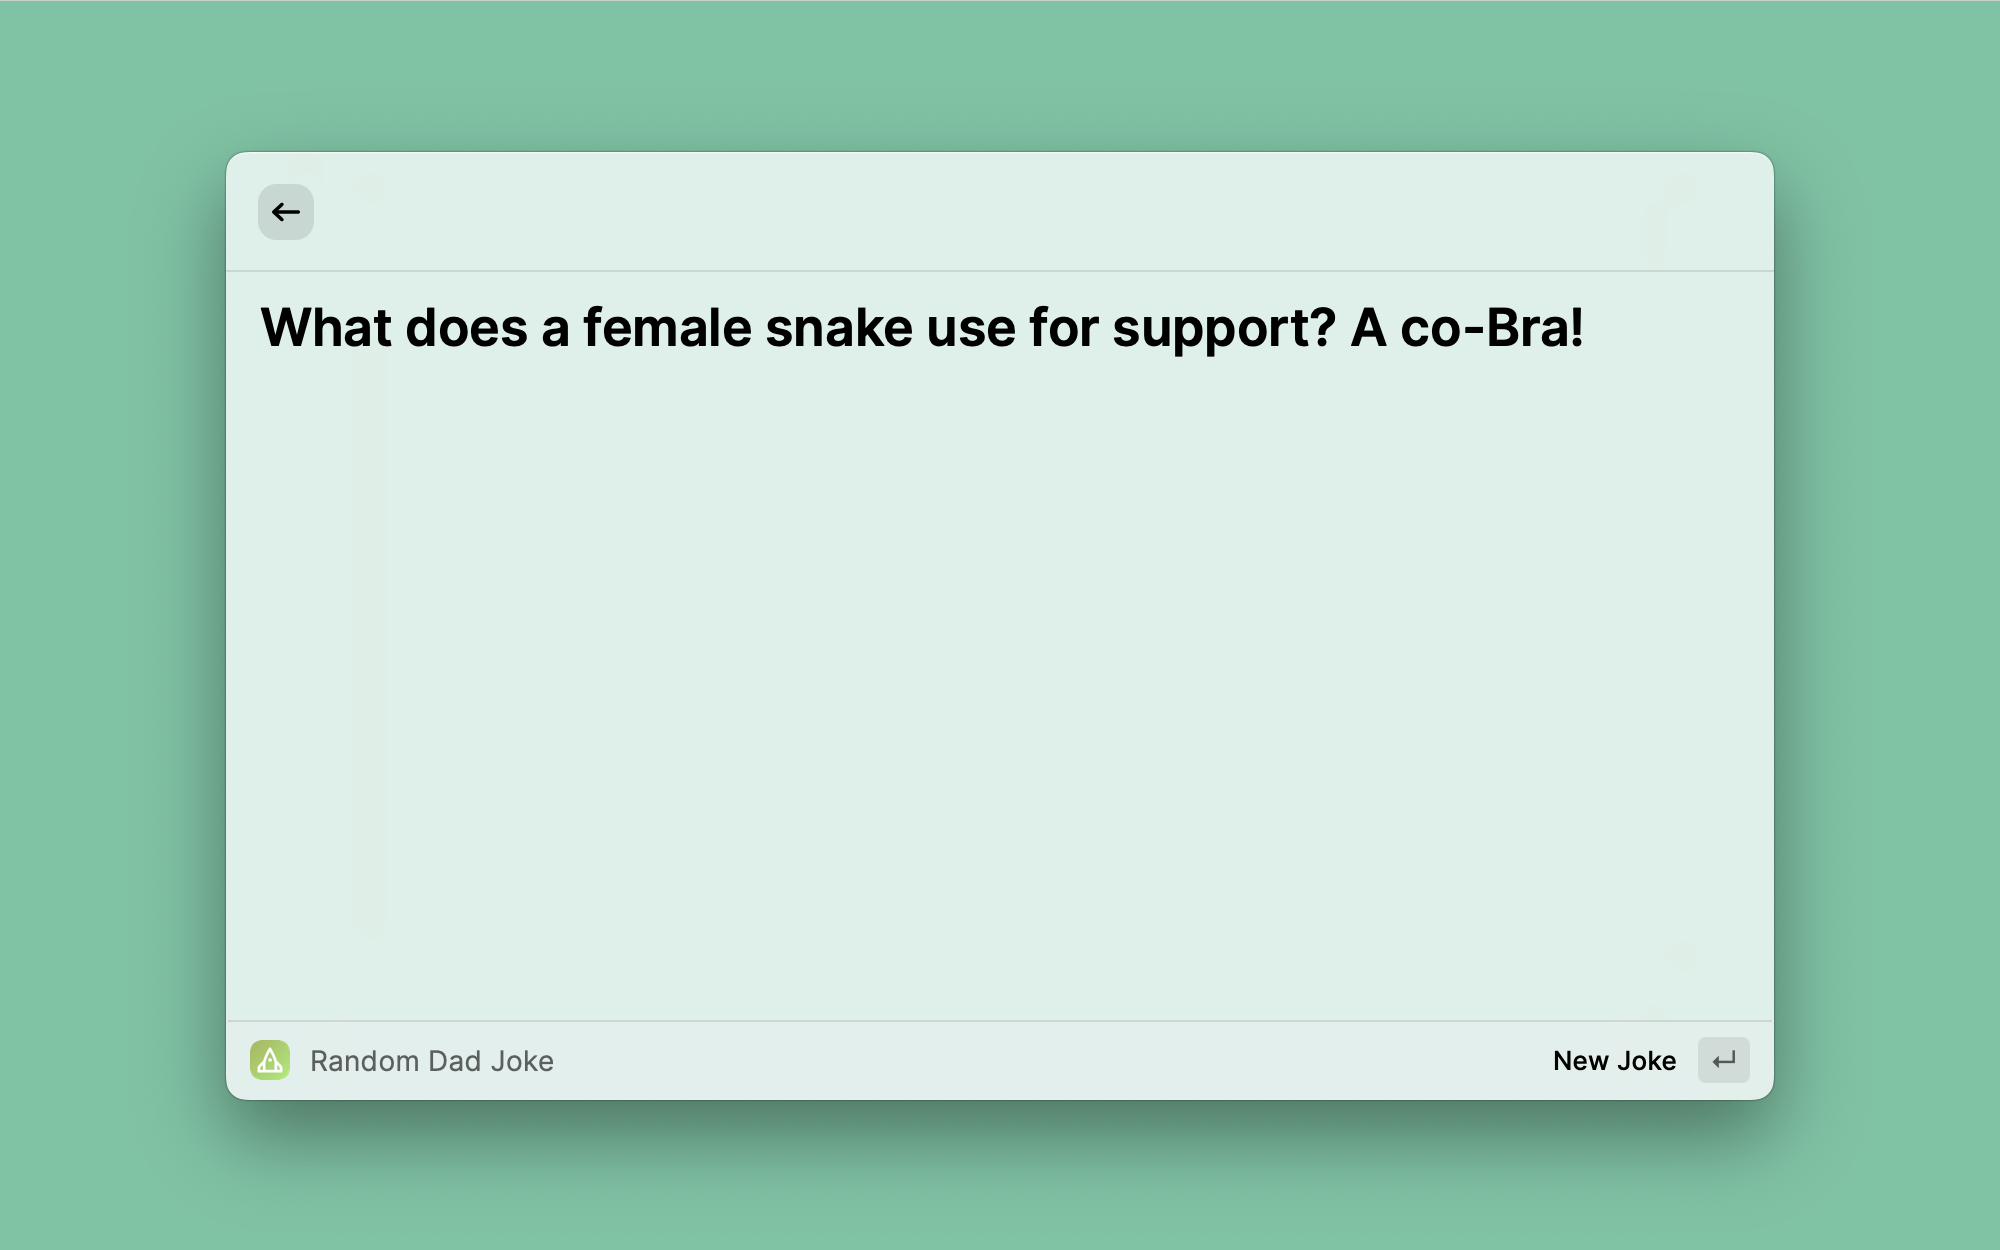 What does a female snake use for support? A co-Bra!
Random Dad Joke
New Joke